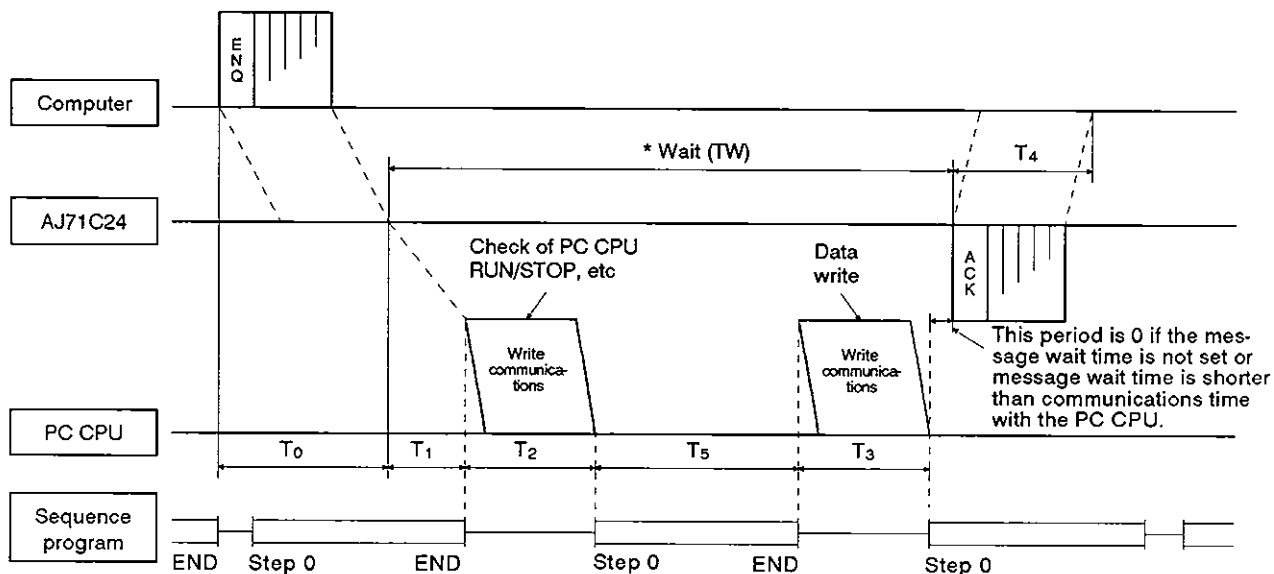 ENQ
Computer
* Wait (TW)
T4
AJ71C24
Check of PC CPU
RUN/STOP, etc
Data
write
ACK
Write
communica-
tions
Write
communica-
tions
This period is 0 if the mes-
sage wait time is not set or
message wait time is shorter
than communications time
with the PC CPU.
PC CPU
T0
T1
T2
T5
T3
Sequence
program
END
Step 0
END
Step 0
END
Step 0